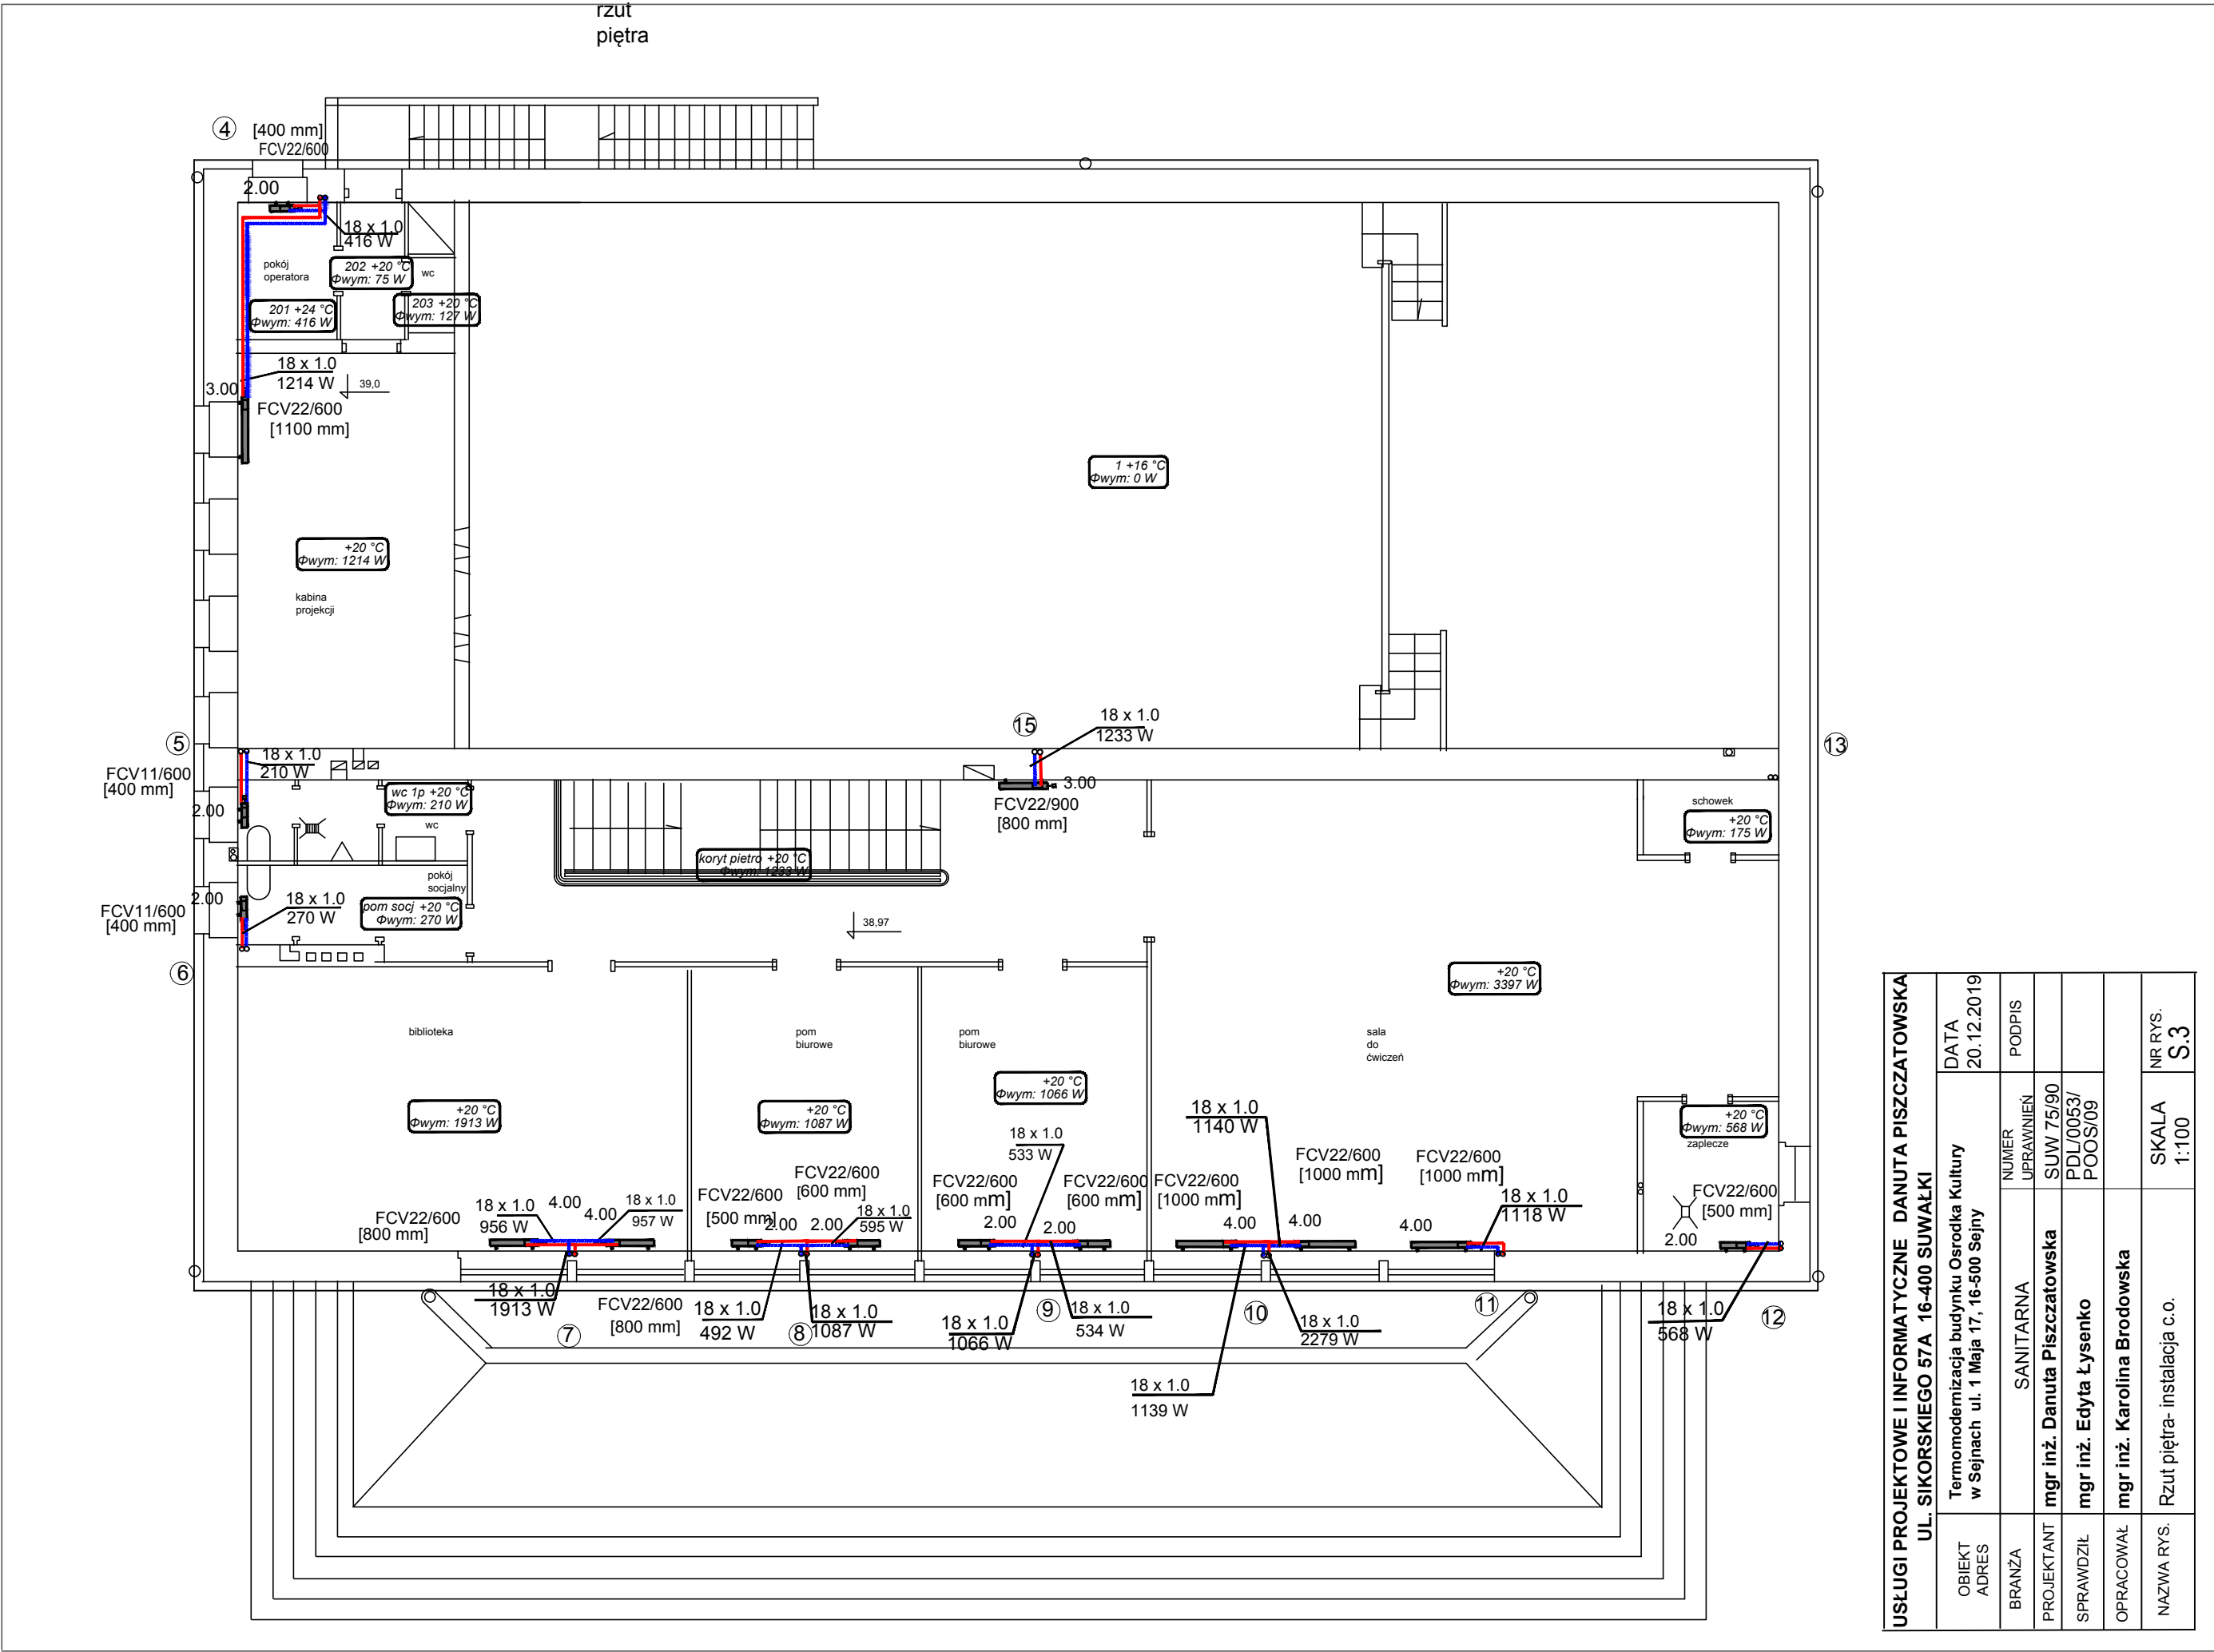 rzut
piętra
4
[400 mm]
FCV22/600
2.00
18 x 1.0
416 W
pokój
operatora
202 +20 °C
Φwym: 75 W
wc
201 +24 °C
Φwym: 416 W
203 +20 °C
Φwym: 127 W
18 x 1.0
1214 W
3.00
39,0
FCV22/600
[1100 mm]
1 +16 °C
Φwym: 0 W
+20 °C
Φwym: 1214 W
kabina
projekcji
15
18 x 1.0
1233 W
5
13
18 x 1.0
210 W
FCV11/600
[400 mm]
2.00
wc 1p +20 °C
Φwym: 210 W
wc
3.00
FCV22/900
[800 mm]
schowek
+20 °C
Φwym: 175 W
koryt pietro +20 °C
Φwym: 1233 W
pokój
socjalny
2.00
18 x 1.0
270 W
FCV11/600
[400 mm]
pom socj +20 °C
Φwym: 270 W
38,97
6
+20 °C
Φwym: 3397 W
biblioteka
pom
biurowe
pom
biurowe
sala
do
ćwiczeń
+20 °C
Φwym: 1913 W
+20 °C
Φwym: 1087 W
+20 °C
Φwym: 1066 W
18 x 1.0
1140 W
+20 °C
Φwym: 568 W
zaplecze
18 x 1.0
533 W
FCV22/600
[800 mm]
18 x 1.0
956 W
4.00
4.00
18 x 1.0
957 W
FCV22/600
[500 mm]
2.00
FCV22/600
[600 mm]
2.00
18 x 1.0
595 W
FCV22/600
[600 mm]
2.00
FCV22/600
[600 mm]
2.00
FCV22/600
[1000 mm]
4.00
FCV22/600
[1000 mm]
4.00
FCV22/600
[1000 mm]
4.00
18 x 1.0
1118 W
FCV22/600
[500 mm]
2.00
18 x 1.0
1913 W
FCV22/600
[800 mm]
7
18 x 1.0
492 W
8
18 x 1.0
1087 W
18 x 1.0
1066 W
9
18 x 1.0
534 W
10
18 x 1.0
2279 W
11
18 x 1.0
568 W
12
18 x 1.0
1139 W
USŁUGI PROJEKTOWE I INFORMATYCZNE DANUTA PISZCZATOWSKA
UL. SIKORSKIEGO 57A 16-400 SUWAŁKI
OBIEKT
ADRES
Termomodernizacja budynku Osrodka Kultury
w Sejnach ul. 1 Maja 17, 16-500 Sejny
DATA
20.12.2019
BRANŻA
SANITARNA
NUMER
UPRAWNIEŃ
PODPIS
PROJEKTANT
mgr inż. Danuta Piszczatowska
SUW 75/90
SPRAWDZIŁ
mgr inż. Edyta Łysenko
PDL/0053/
POOS/09
OPRACOWAŁ
mgr inż. Karolina Brodowska
NAZWA RYS.
Rzut piętra- instalacja c.o.
SKALA
1:100
NR RYS.
S.3